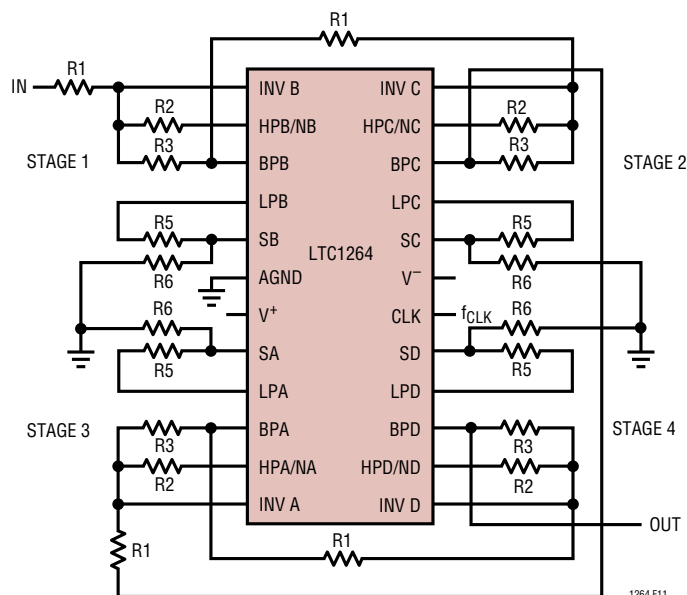 R1
IN
R1
INV B
INV C
R2
HPB/NB
HPC/NC
R2
R3
BPB
BPC
R3
STAGE 1
STAGE 2
LPB
LPC
R5
SB
SC
R5
LTC1264
R6
AGND
V–
R6
R6
V+
CLK
fCLK
R6
R5
SA
SD
R5
LPA
LPD
STAGE 3
STAGE 4
R3
BPA
BPD
R3
R2
HPA/NA
HPD/ND
R2
INV A
INV D
OUT
R1
R1
1264 F11